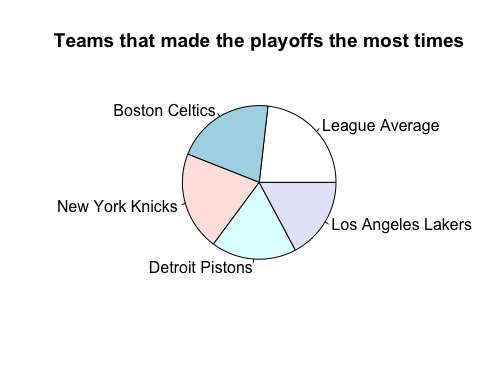 Teams that made the playoffs the most times
Boston Celtics
League Average
New York Knicks
Los Angeles Lakers
Detroit Pistons